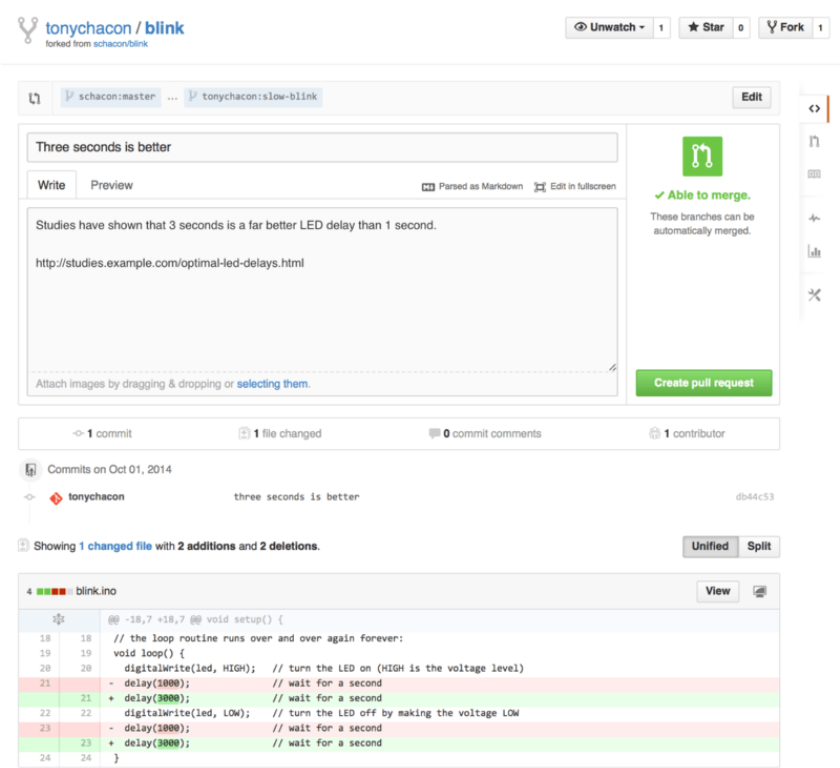 tonychacon / blink
forked from schacon/blink
Unwatch 1 Star 0 Fork 1
schacon:master ... tonychacon:slow-blink Edit
Three seconds is better
Write Preview Parsed as Markdown Edit in fullscreen
Studies have shown that 3 seconds is a far better LED delay than 1 second.
http://studies.example.com/optimal-led-delays.html
Attach images by dragging & dropping or selecting them.
✓ Able to merge.
These branches can be
automatically merged.
Create pull request
1 commit 1 file changed 0 commit comments 1 contributor
Commits on Oct 01, 2014
tonychacon three seconds is better db44c53
Showing 1 changed file with 2 additions and 2 deletions. Unified Split
4 blink.ino View
@@ -18,7 +18,7 @@ void setup() {
18 18 // the loop routine runs over and over again forever:
19 19 void loop() {
20 20 digitalWrite(led, HIGH); // turn the LED on (HIGH is the voltage level)
21 - delay(1000); // wait for a second
21 + delay(3000); // wait for a second
22 22 digitalWrite(led, LOW); // turn the LED off by making the voltage LOW
23 - delay(1000); // wait for a second
23 + delay(3000); // wait for a second
24 24 }